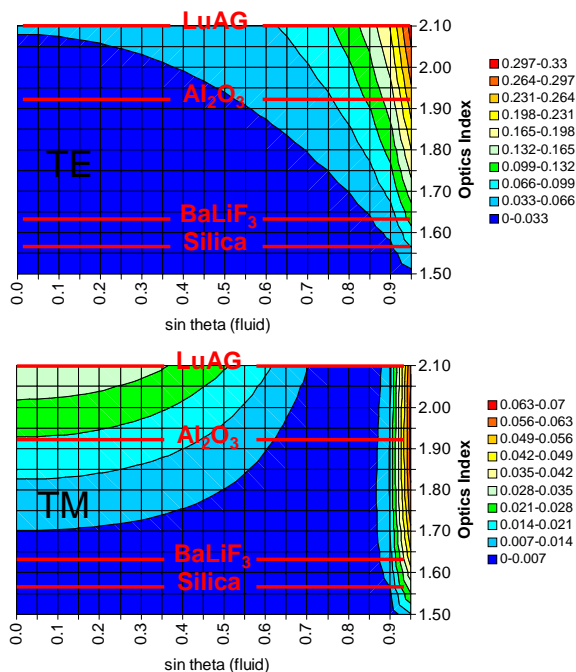 LuAG
Al₂O₃
TE
BaLiF₃
Silica
2.10
2.00
1.90
1.80
1.70
1.60
1.50
Optics Index
0.297-0.33
0.264-0.297
0.231-0.264
0.198-0.231
0.165-0.198
0.132-0.165
0.099-0.132
0.066-0.099
0.033-0.066
0-0.033
0.0 0.1 0.2 0.3 0.4 0.5 0.6 0.7 0.8 0.9
sin theta (fluid)
LuAG
Al₂O₃
TM
BaLiF₃
Silica
2.10
2.00
1.90
1.80
1.70
1.60
1.50
Optics Index
0.063-0.07
0.056-0.063
0.049-0.056
0.042-0.049
0.035-0.042
0.028-0.035
0.021-0.028
0.014-0.021
0.007-0.014
0-0.007
0.0 0.1 0.2 0.3 0.4 0.5 0.6 0.7 0.8 0.9
sin theta (fluid)